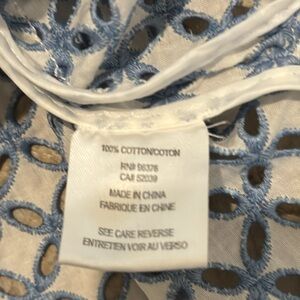 100% COTTON/COTON
RN# 96376
CA# 52039
MADE IN CHINA
FABRIQUE EN CHINE
SEE CARE REVERSE
ENTRETIEN VOIR AU VERSO